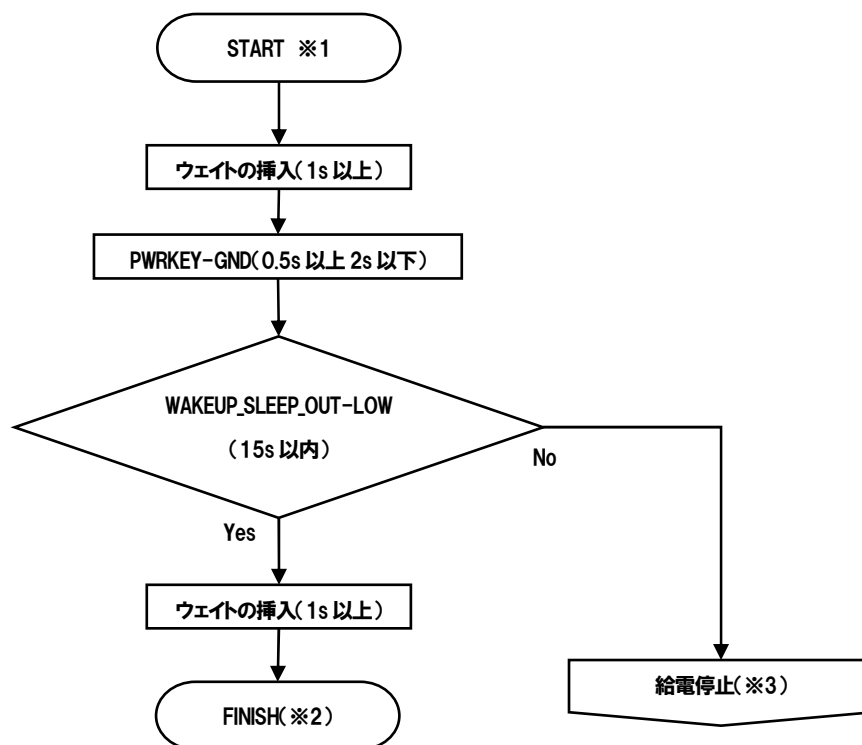 START ※1
ウェイトの挿入(1s 以上)
PWRKEY-GND(0.5s 以上 2s 以下)
WAKEUP_SLEEP_OUT-LOW
(15s 以内)
No
Yes
ウェイトの挿入(1s 以上)
給電停止(※3)
FINISH(※2)